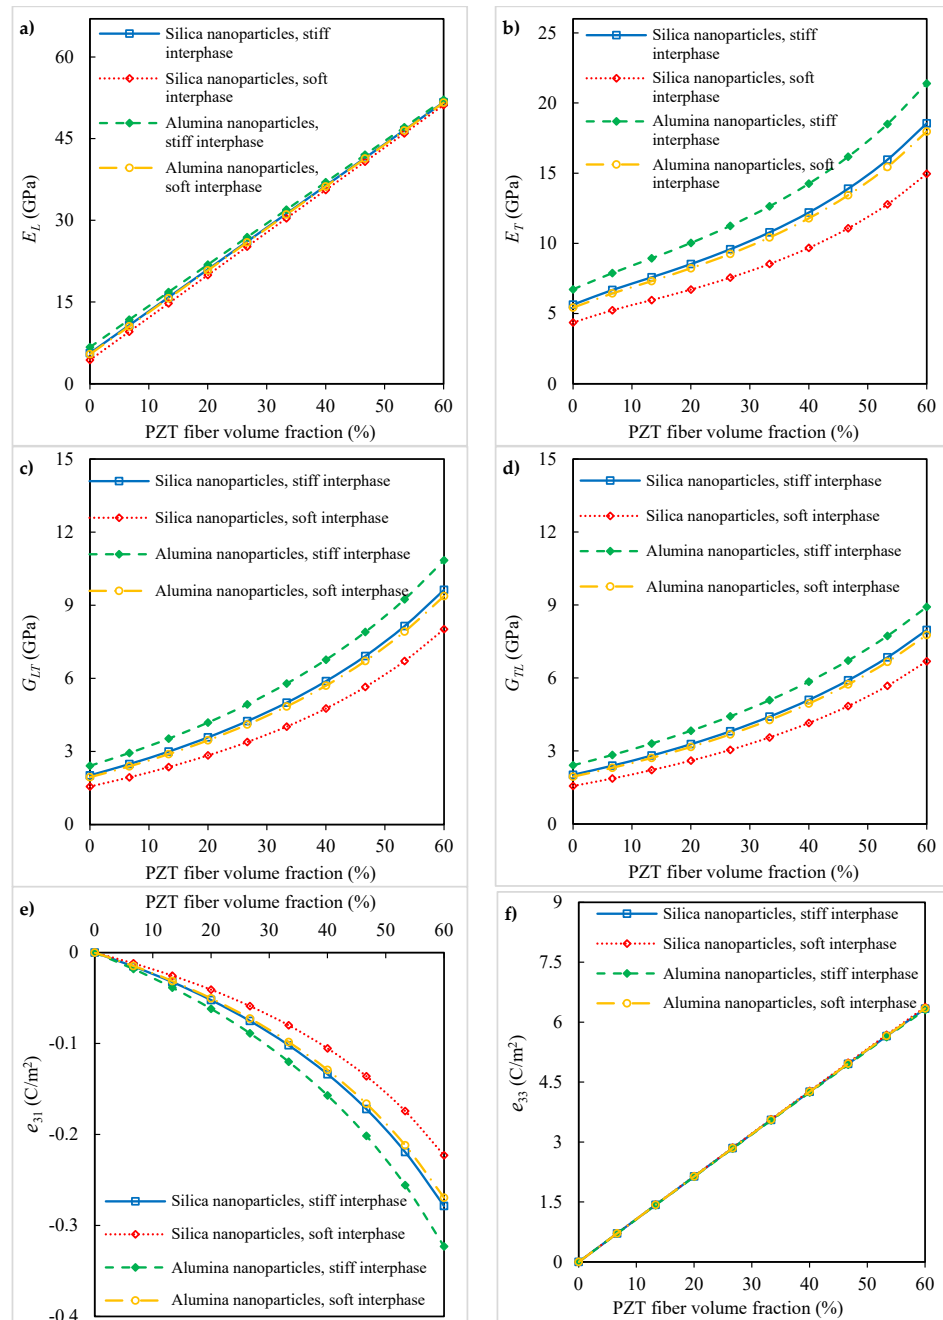 a)
Silica nanoparticles, stiff
interphase
Silica nanoparticles, soft
interphase
Alumina nanoparticles,
stiff interphase
Alumina nanoparticles,
soft interphase
60
45
30
15
0
E_L (GPa)
0 10 20 30 40 50 60
PZT fiber volume fraction (%)
b)
Silica nanoparticles, stiff
interphase
Silica nanoparticles, soft
interphase
Alumina nanoparticles, stiff
interphase
Alumina nanoparticles, soft
interphase
25
20
15
10
5
0
E_T (GPa)
0 10 20 30 40 50 60
PZT fiber volume fraction (%)
c)
Silica nanoparticles, stiff interphase
Silica nanoparticles, soft interphase
Alumina nanoparticles, stiff interphase
Alumina nanoparticles, soft interphase
15
12
9
6
3
0
G_LT (GPa)
0 10 20 30 40 50 60
PZT fiber volume fraction (%)
d)
Silica nanoparticles, stiff interphase
Silica nanoparticles, soft interphase
Alumina nanoparticles, stiff interphase
Alumina nanoparticles, soft interphase
15
12
9
6
3
0
G_TL (GPa)
0 10 20 30 40 50 60
PZT fiber volume fraction (%)
e)
PZT fiber volume fraction (%)
0 10 20 30 40 50 60
0
-0.1
-0.2
-0.3
-0.4
e₃₁ (C/m²)
Silica nanoparticles, stiff interphase
Silica nanoparticles, soft interphase
Alumina nanoparticles, stiff interphase
Alumina nanoparticles, soft interphase
f)
Silica nanoparticles, stiff interphase
Silica nanoparticles, soft interphase
Alumina nanoparticles, stiff interphase
Alumina nanoparticles, soft interphase
9
7.5
6
4.5
3
1.5
0
e₃₃ (C/m²)
0 10 20 30 40 50 60
PZT fiber volume fraction (%)